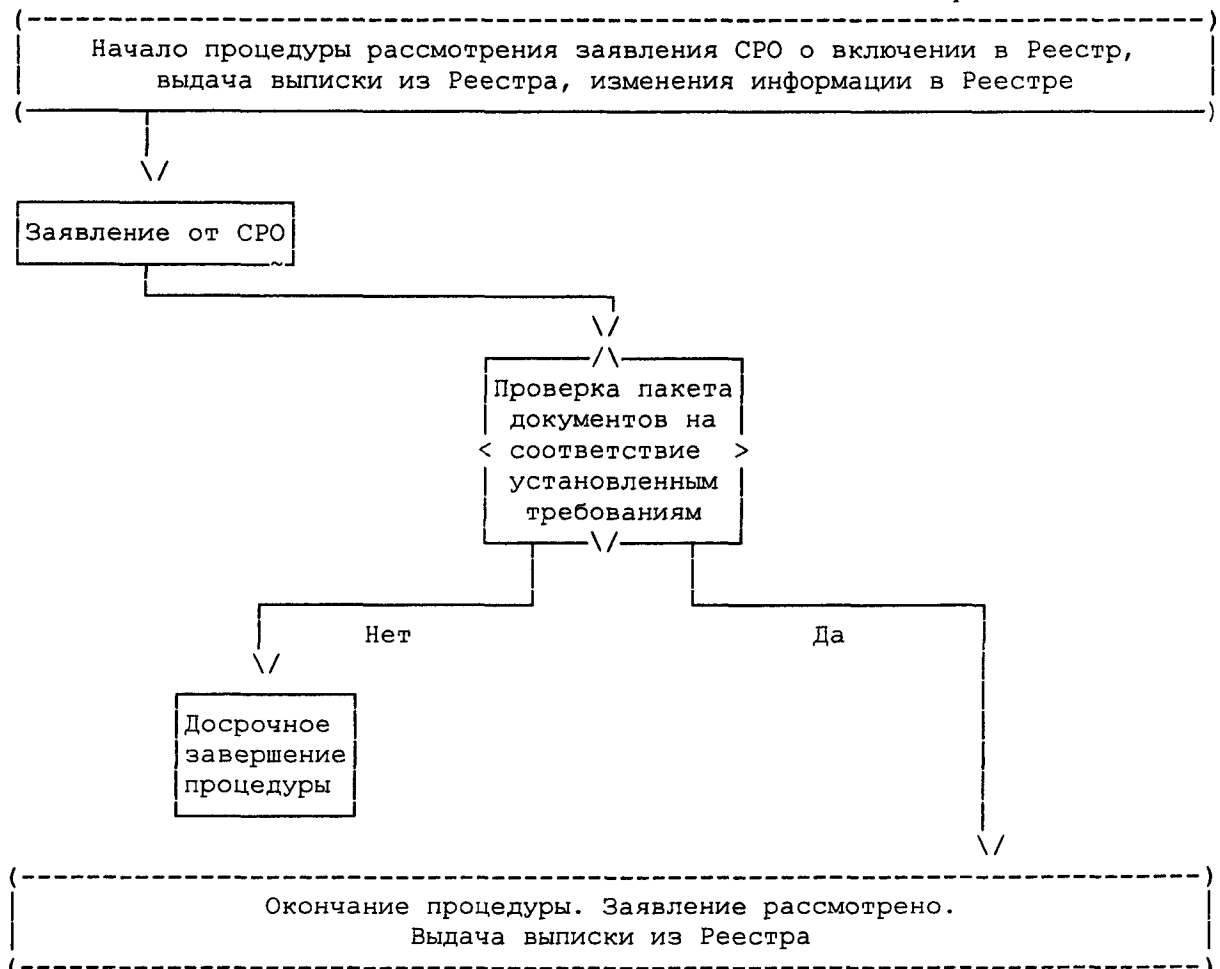 Начало процедуры рассмотрения заявления СРО о включении в Реестр,
выдача выписки из Реестра, изменения информации в Реестре
Заявление от СРО
Проверка пакета
документов на
соответствие
установленным
требованиям
Нет
Да
Досрочное
завершение
процедуры
Окончание процедуры. Заявление рассмотрено.
Выдача выписки из Реестра